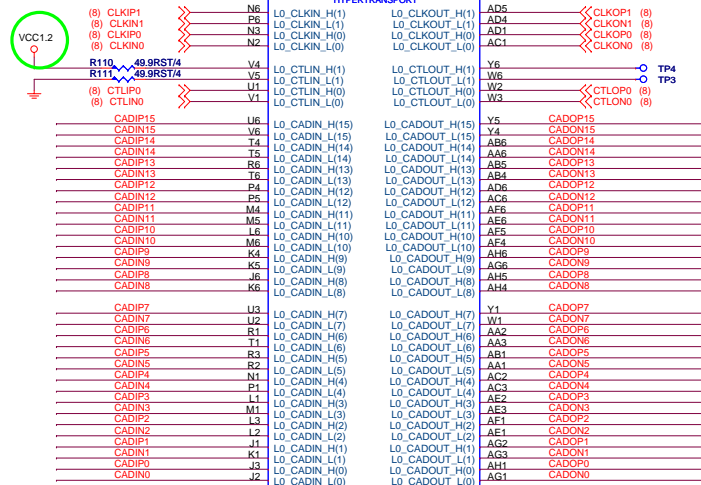 HYPERTRANSPORT
(8) CLKIP1 N6 L0_CLKIN_H(1) L0_CLKOUT_H(1) AD5 CLKOP1 (8)
(8) CLKIN1 P6 L0_CLKIN_L(1) L0_CLKOUT_L(1) AD4 CLKON1 (8)
(8) CLKIP0 N3 L0_CLKIN_H(0) L0_CLKOUT_H(0) AD1 CLKOP0 (8)
(8) CLKIN0 N2 L0_CLKIN_L(0) L0_CLKOUT_L(0) AC1 CLKON0 (8)
VCC1.2
R110 49.9RST/4 V4 L0_CTLIN_H(1) L0_CTLOUT_H(1) Y6 TP4
R111 49.9RST/4 V5 L0_CTLIN_L(1) L0_CTLOUT_L(1) W6 TP3
(8) CTLIP0 U1 L0_CTLIN_H(0) L0_CTLOUT_H(0) W2 CTLOP0 (8)
(8) CTLIN0 V1 L0_CTLIN_L(0) L0_CTLOUT_L(0) W3 CTLON0 (8)
CADIP15 U6 L0_CADIN_H(15) L0_CADOUT_H(15) Y5 CADOP15
CADIN15 V6 L0_CADIN_L(15) L0_CADOUT_L(15) Y4 CADON15
CADIP14 T4 L0_CADIN_H(14) L0_CADOUT_H(14) AB6 CADOP14
CADIN14 T5 L0_CADIN_L(14) L0_CADOUT_L(14) AA6 CADON14
CADIP13 R6 L0_CADIN_H(13) L0_CADOUT_H(13) AB5 CADOP13
CADIN13 T6 L0_CADIN_L(13) L0_CADOUT_L(13) AB4 CADON13
CADIP12 P4 L0_CADIN_H(12) L0_CADOUT_H(12) AD6 CADOP12
CADIN12 P5 L0_CADIN_L(12) L0_CADOUT_L(12) AC6 CADON12
CADIP11 M4 L0_CADIN_H(11) L0_CADOUT_H(11) AF6 CADOP11
CADIN11 M5 L0_CADIN_L(11) L0_CADOUT_L(11) AE6 CADON11
CADIP10 L6 L0_CADIN_H(10) L0_CADOUT_H(10) AF5 CADOP10
CADIN10 M6 L0_CADIN_L(10) L0_CADOUT_L(10) AF4 CADON10
CADIP9 K4 L0_CADIN_H(9) L0_CADOUT_H(9) AH6 CADOP9
CADIN9 K5 L0_CADIN_L(9) L0_CADOUT_L(9) AG6 CADON9
CADIP8 J6 L0_CADIN_H(8) L0_CADOUT_H(8) AH5 CADOP8
CADIN8 K6 L0_CADIN_L(8) L0_CADOUT_L(8) AH4 CADON8
CADIP7 U3 L0_CADIN_H(7) L0_CADOUT_H(7) Y1 CADOP7
CADIN7 U2 L0_CADIN_L(7) L0_CADOUT_L(7) W1 CADON7
CADIP6 R1 L0_CADIN_H(6) L0_CADOUT_H(6) AA2 CADOP6
CADIN6 T1 L0_CADIN_L(6) L0_CADOUT_L(6) AA3 CADON6
CADIP5 R3 L0_CADIN_H(5) L0_CADOUT_H(5) AB1 CADOP5
CADIN5 R2 L0_CADIN_L(5) L0_CADOUT_L(5) AA1 CADON5
CADIP4 N1 L0_CADIN_H(4) L0_CADOUT_H(4) AC2 CADOP4
CADIN4 P1 L0_CADIN_L(4) L0_CADOUT_L(4) AC3 CADON4
CADIP3 L1 L0_CADIN_H(3) L0_CADOUT_H(3) AE2 CADOP3
CADIN3 M1 L0_CADIN_L(3) L0_CADOUT_L(3) AE3 CADON3
CADIP2 L3 L0_CADIN_H(2) L0_CADOUT_H(2) AF1 CADOP2
CADIN2 L2 L0_CADIN_L(2) L0_CADOUT_L(2) AE1 CADON2
CADIP1 J1 L0_CADIN_H(1) L0_CADOUT_H(1) AG2 CADOP1
CADIN1 K1 L0_CADIN_L(1) L0_CADOUT_L(1) AG3 CADON1
CADIP0 J3 L0_CADIN_H(0) L0_CADOUT_H(0) AH1 CADOP0
CADIN0 J2 L0_CADIN_L(0) L0_CADOUT_L(0) AG1 CADON0